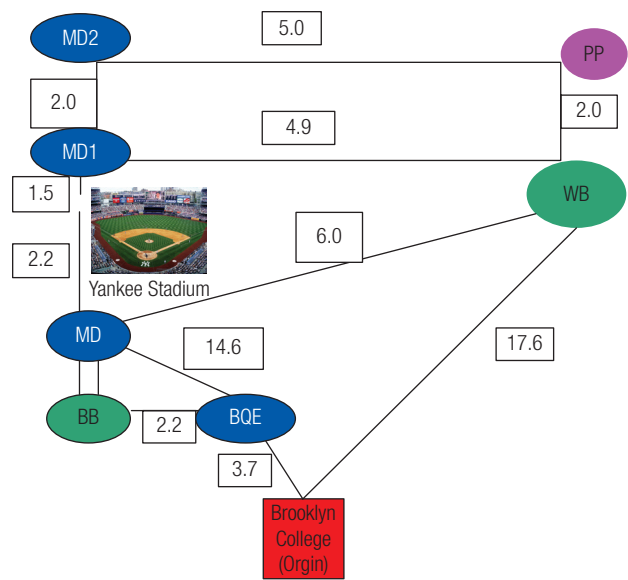 5.0
MD2
PP
2.0
2.0
4.9
MD1
1.5
WB
6.0
2.2
Yankee Stadium
MD
14.6
17.6
BB
2.2
BQE
3.7
Brooklyn
College
(Orgin)